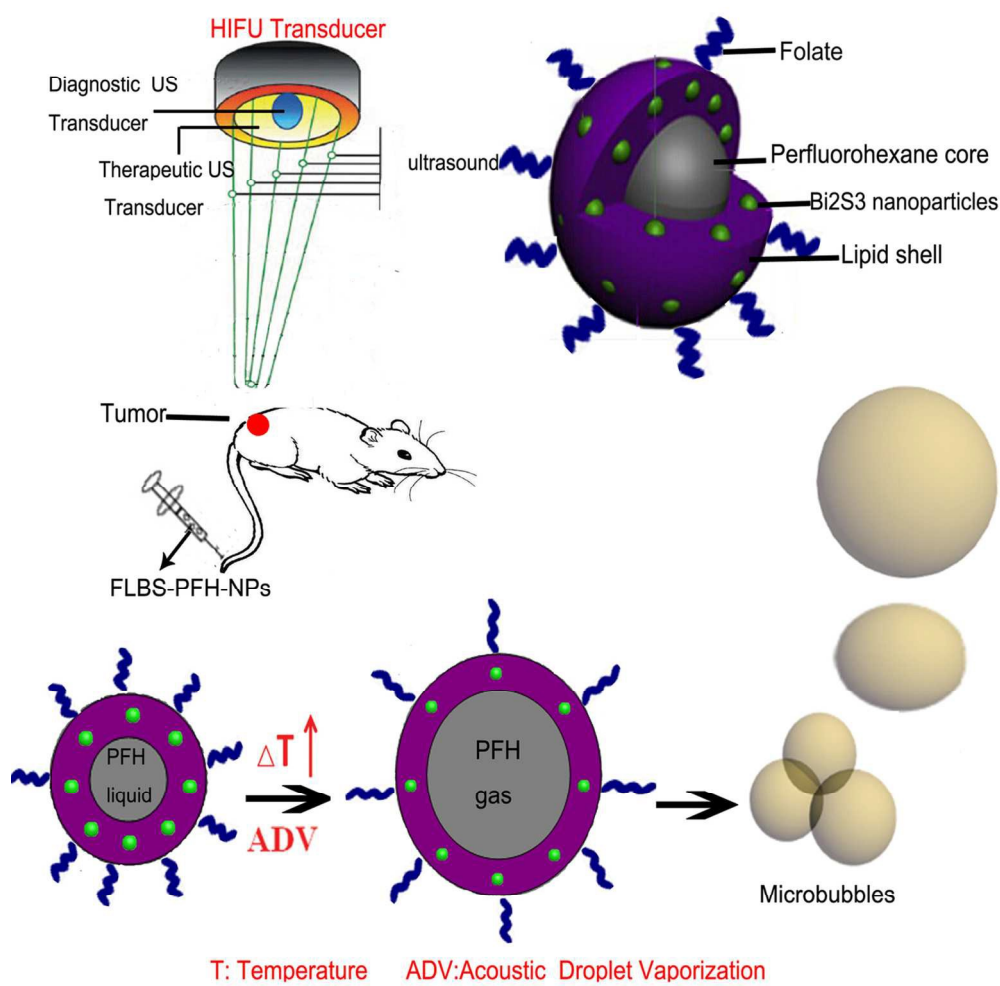 HIFU Transducer
Diagnostic US
Transducer
Therapeutic US
Transducer
Folate
ultrasound
Perfluorohexane core
Bi2S3 nanoparticles
Lipid shell
Tumor
FLBS-PFH-NPs
PFH
liquid
△T↑
ADV
PFH
gas
Microbubbles
T: Temperature ADV:Acoustic Droplet Vaporization